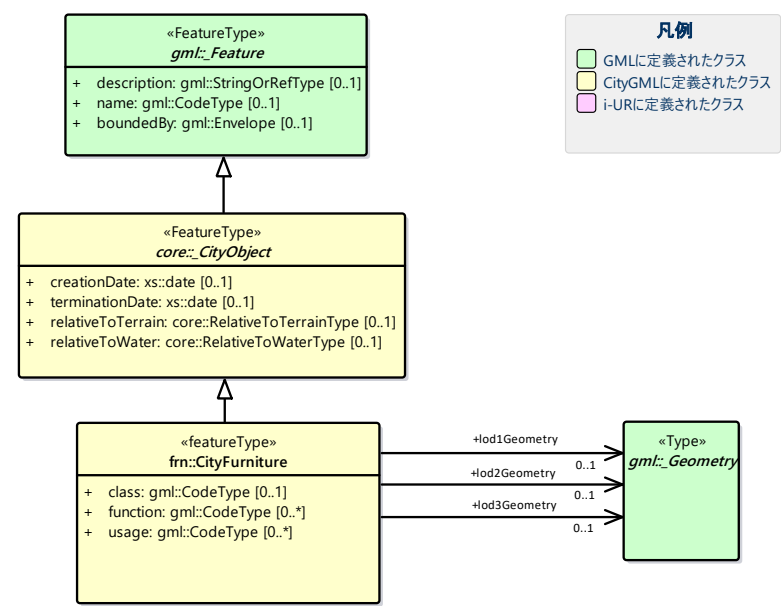 «FeatureType»
gml::_Feature
+ description: gml::StringOrRefType [0..1]
+ name: gml::CodeType [0..1]
+ boundedBy: gml::Envelope [0..1]
凡例
GMLに定義されたクラス
CityGMLに定義されたクラス
i-URに定義されたクラス
«FeatureType»
core::_CityObject
+ creationDate: xs::date [0..1]
+ terminationDate: xs::date [0..1]
+ relativeToTerrain: core::RelativeToTerrainType [0..1]
+ relativeToWater: core::RelativeToWaterType [0..1]
«featureType»
frn::CityFurniture
+ class: gml::CodeType [0..1]
+ function: gml::CodeType [0..*]
+ usage: gml::CodeType [0..*]
+lod1Geometry
0..1
+lod2Geometry
0..1
+lod3Geometry
0..1
«Type»
gml::_Geometry